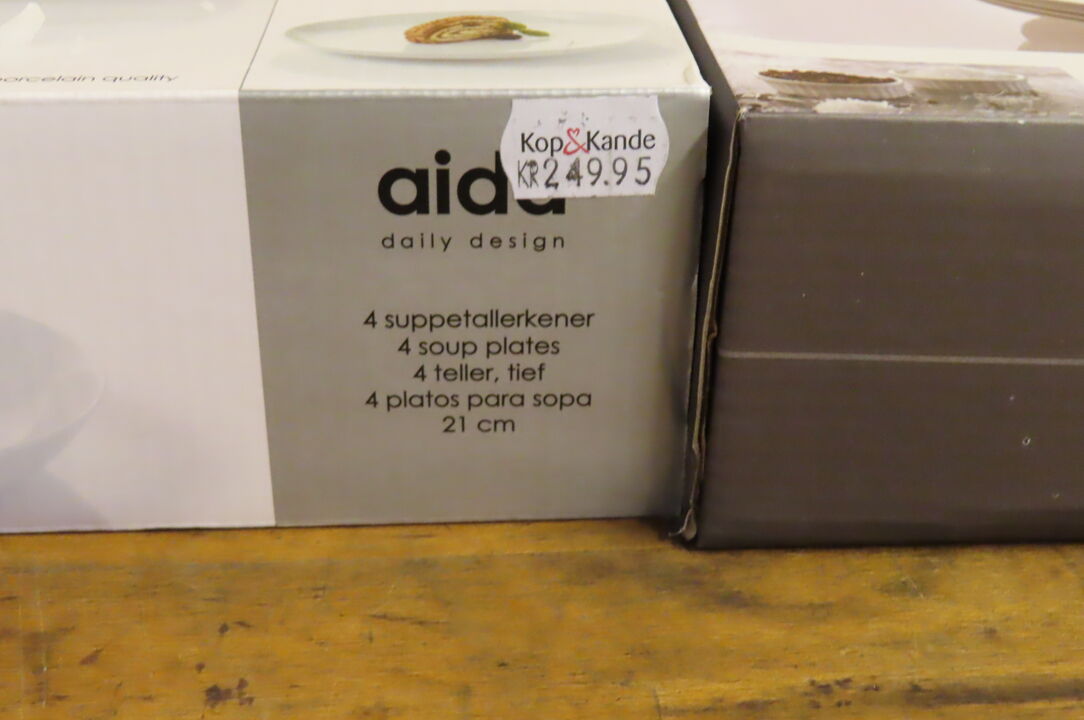 porcelain quality
Kop&Kande
KR249.95
aida
daily design
4 suppetallerkener
4 soup plates
4 teller, tief
4 platos para sopa
21 cm